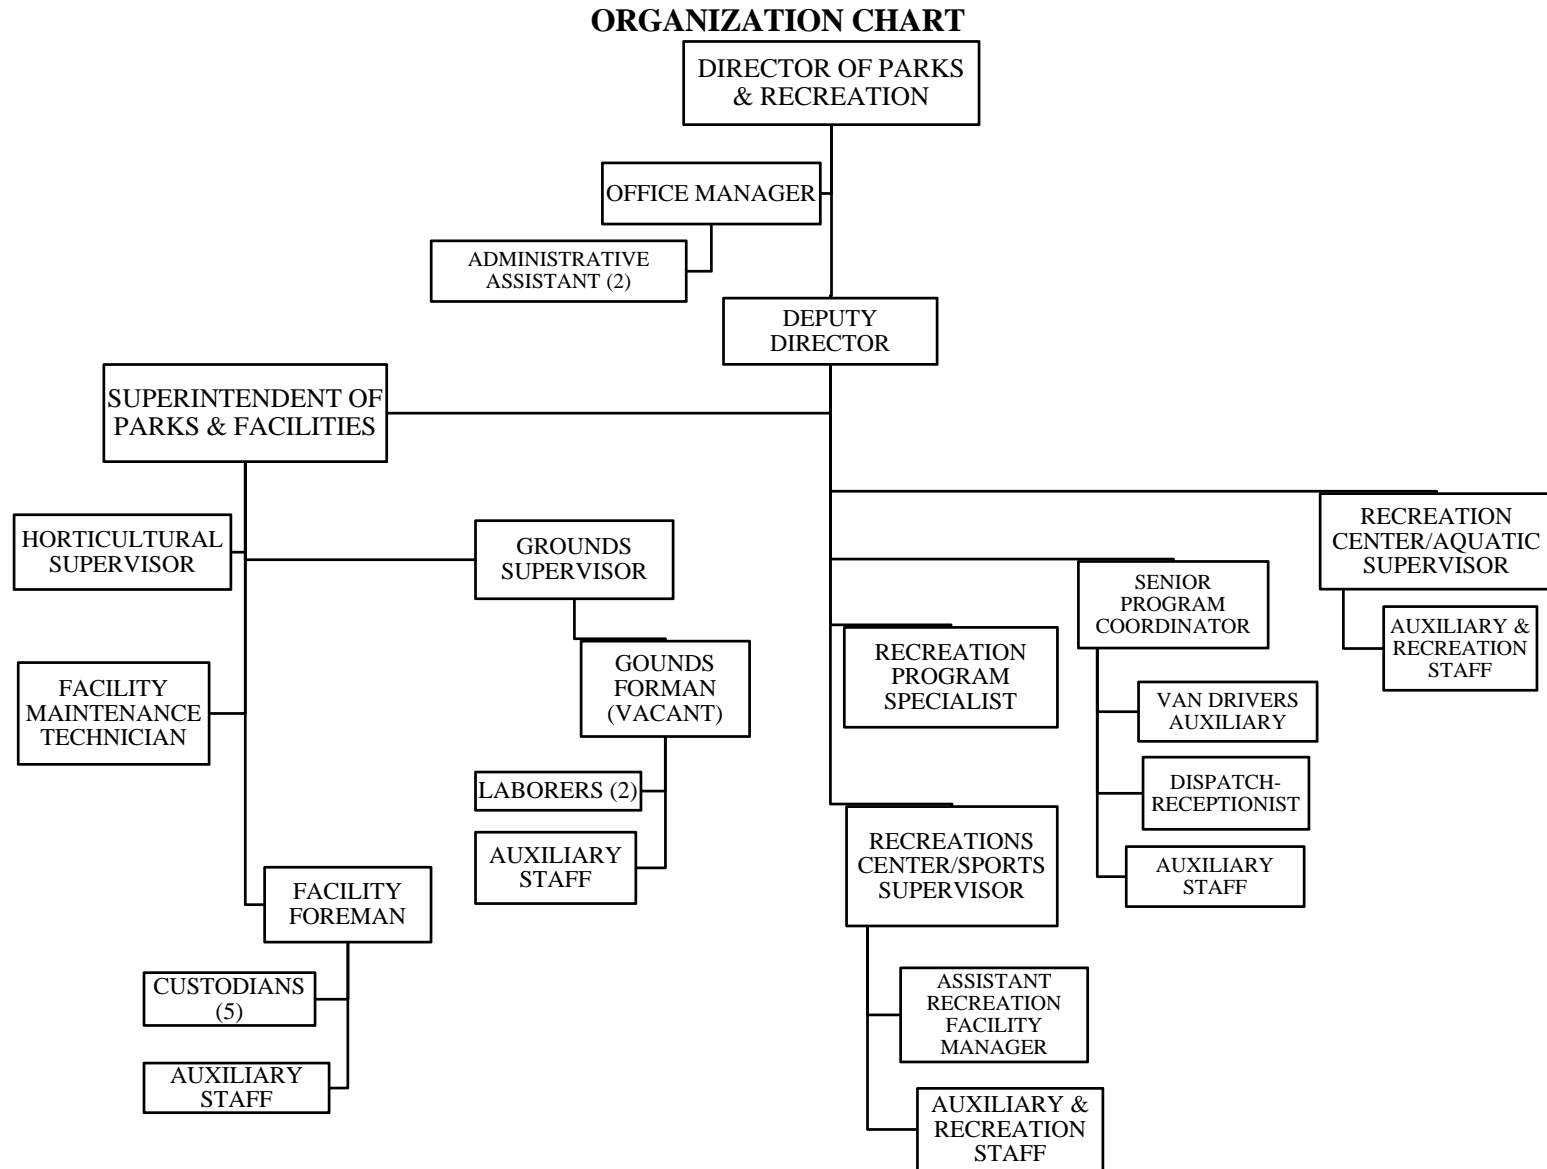 ORGANIZATION CHART
DIRECTOR OF PARKS
& RECREATION
OFFICE MANAGER
ADMINISTRATIVE
ASSISTANT (2)
DEPUTY
DIRECTOR
SUPERINTENDENT OF
PARKS & FACILITIES
HORTICULTURAL
SUPERVISOR
GROUNDS
SUPERVISOR
GOUNDS
FORMAN
(VACANT)
LABORERS (2)
AUXILIARY
STAFF
FACILITY
MAINTENANCE
TECHNICIAN
FACILITY
FOREMAN
CUSTODIANS
(5)
AUXILIARY
STAFF
RECREATION
PROGRAM
SPECIALIST
RECREATIONS
CENTER/SPORTS
SUPERVISOR
ASSISTANT
RECREATION
FACILITY
MANAGER
AUXILIARY &
RECREATION
STAFF
SENIOR
PROGRAM
COORDINATOR
VAN DRIVERS
AUXILIARY
DISPATCH-
RECEPTIONIST
AUXILIARY
STAFF
RECREATION
CENTER/AQUATIC
SUPERVISOR
AUXILIARY &
RECREATION
STAFF